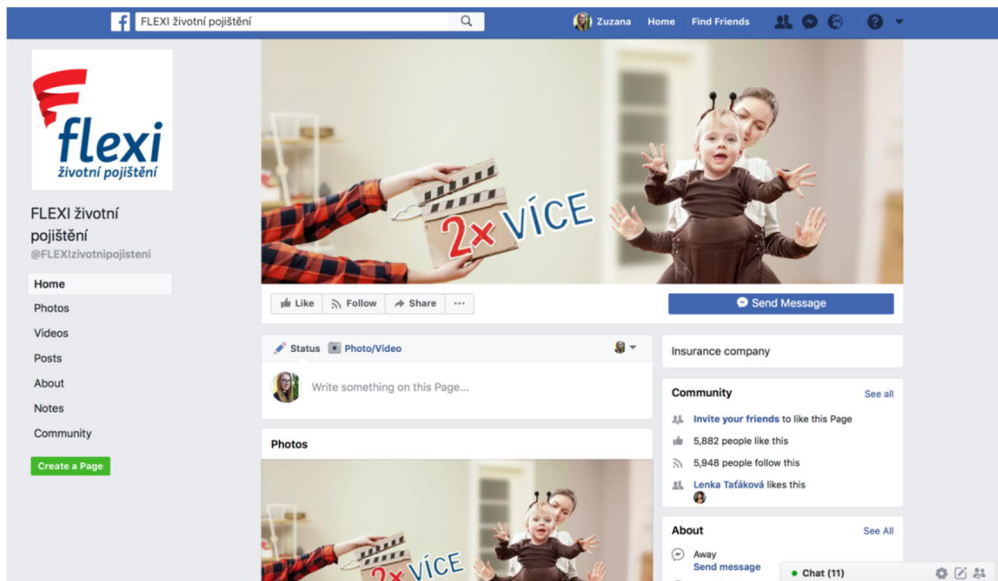 FLEXI životní pojištění
Zuzana
Home
Find Friends
flexi
životní pojištění
FLEXI životní
pojištění
@FLEXIzivotnipojisteni
Home
Photos
Videos
Posts
About
Notes
Community
Create a Page
2x VÍCE
Like
Follow
Share
Send Message
Status
Photo/Video
Write something on this Page...
Photos
2x VÍCE
Insurance company
Community
See all
Invite your friends to like this Page
5,882 people like this
5,948 people follow this
Lenka Taťáková likes this
About
See All
Away
Send message
Chat (11)